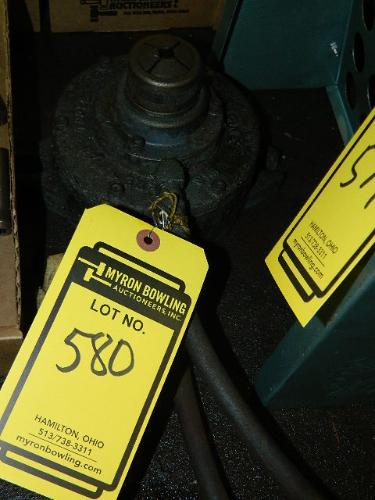 AUCTIONEERS
MYRON BOWLING
AUCTIONEERS INC.
LOT NO.
580
HAMILTON, OHIO
513/738-3311
myronbowling.com
HAMILTON, OHIO
513/738-3311
myronbowling.com